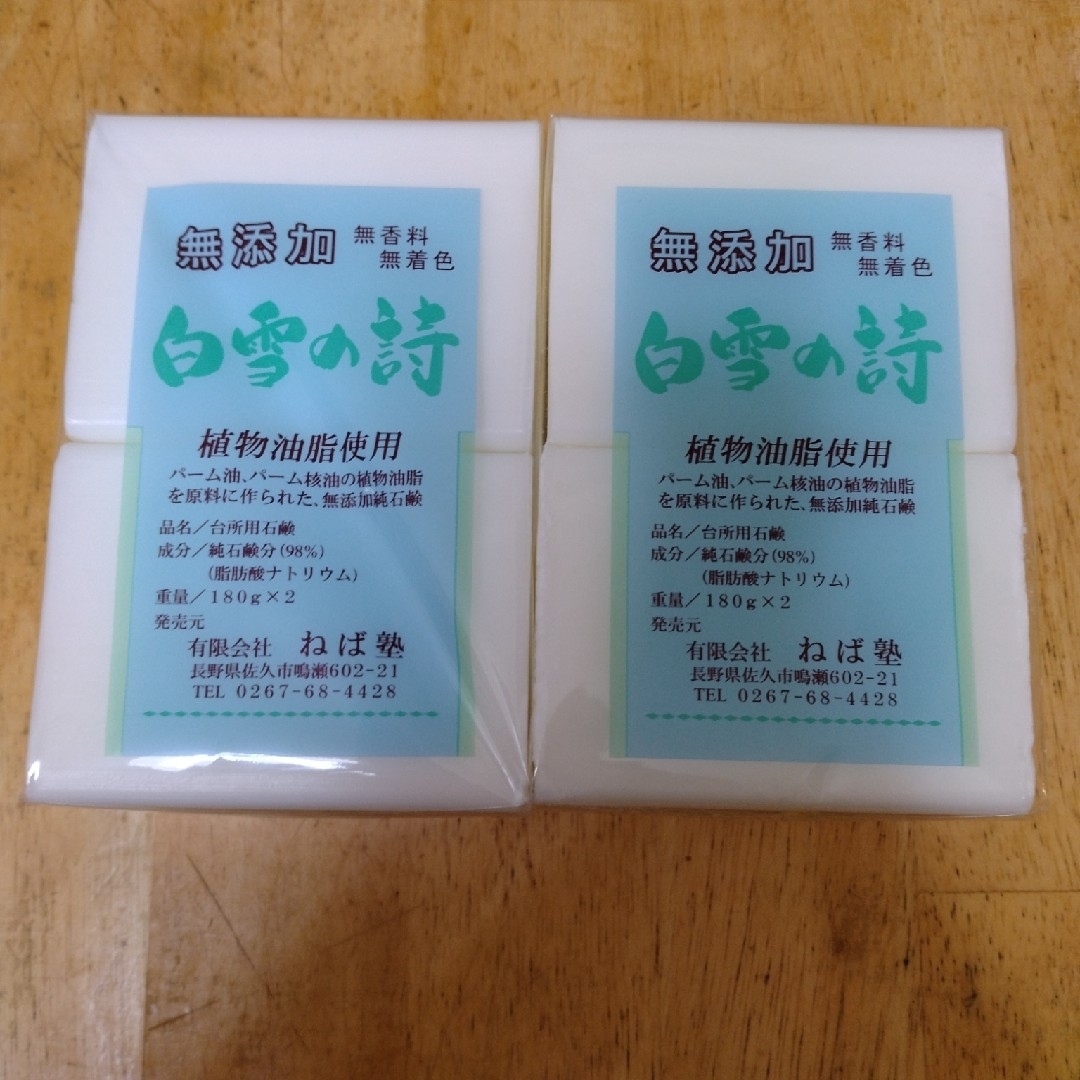 無添加 無香料
無着色
白雪の詩
植物油脂使用
パーム油、パーム核油の植物油脂
を原料に作られた、無添加純石鹸
品名／台所用石鹸
成分／純石鹸分(98%)
(脂肪酸ナトリウム)
重量／180g×2
発売元
有限会社 ねば塾
長野県佐久市鳴瀬602-21
TEL 0267-68-4428
無添加 無香料
無着色
白雪の詩
植物油脂使用
パーム油、パーム核油の植物油脂
を原料に作られた、無添加純石鹸
品名／台所用石鹸
成分／純石鹸分(98%)
(脂肪酸ナトリウム)
重量／180g×2
発売元
有限会社 ねば塾
長野県佐久市鳴瀬602-21
TEL 0267-68-4428